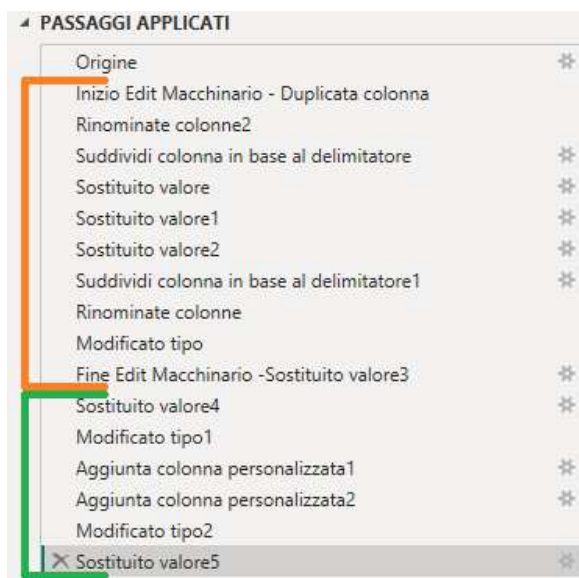 PASSAGGI APPLICATI
Origine
Inizio Edit Macchinario - Duplicata colonna
Rinominate colonne2
Suddividi colonna in base al delimitatore
Sostituito valore
Sostituito valore1
Sostituito valore2
Suddividi colonna in base al delimitatore1
Rinominate colonne
Modificato tipo
Fine Edit Macchinario -Sostituito valore3
Sostituito valore4
Modificato tipo1
Aggiunta colonna personalizzata1
Aggiunta colonna personalizzata2
Modificato tipo2
Sostituito valore5